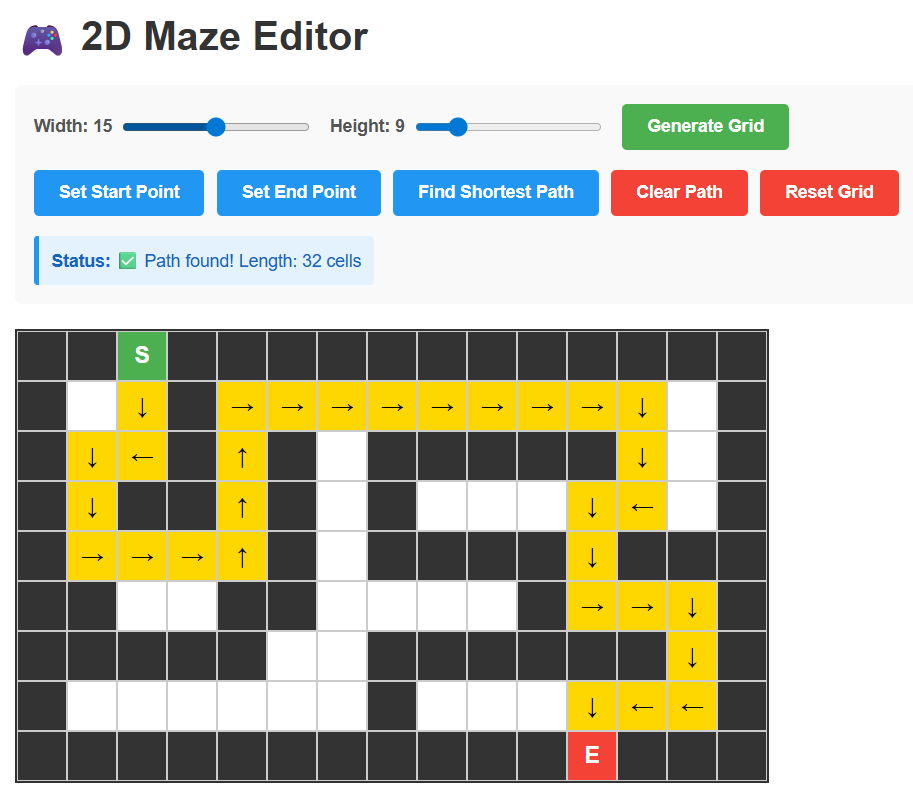 🎮 2D Maze Editor
Width: 15 Height: 9 Generate Grid
Set Start Point Set End Point Find Shortest Path Clear Path Reset Grid
Status: ✅ Path found! Length: 32 cells
S
↓ → → → → → → → → ↓
↓ ← ↑ ↓
↓ ↑ ↓ ←
→ → → ↑ ↓
→ → ↓
↓
↓ ← ←
E